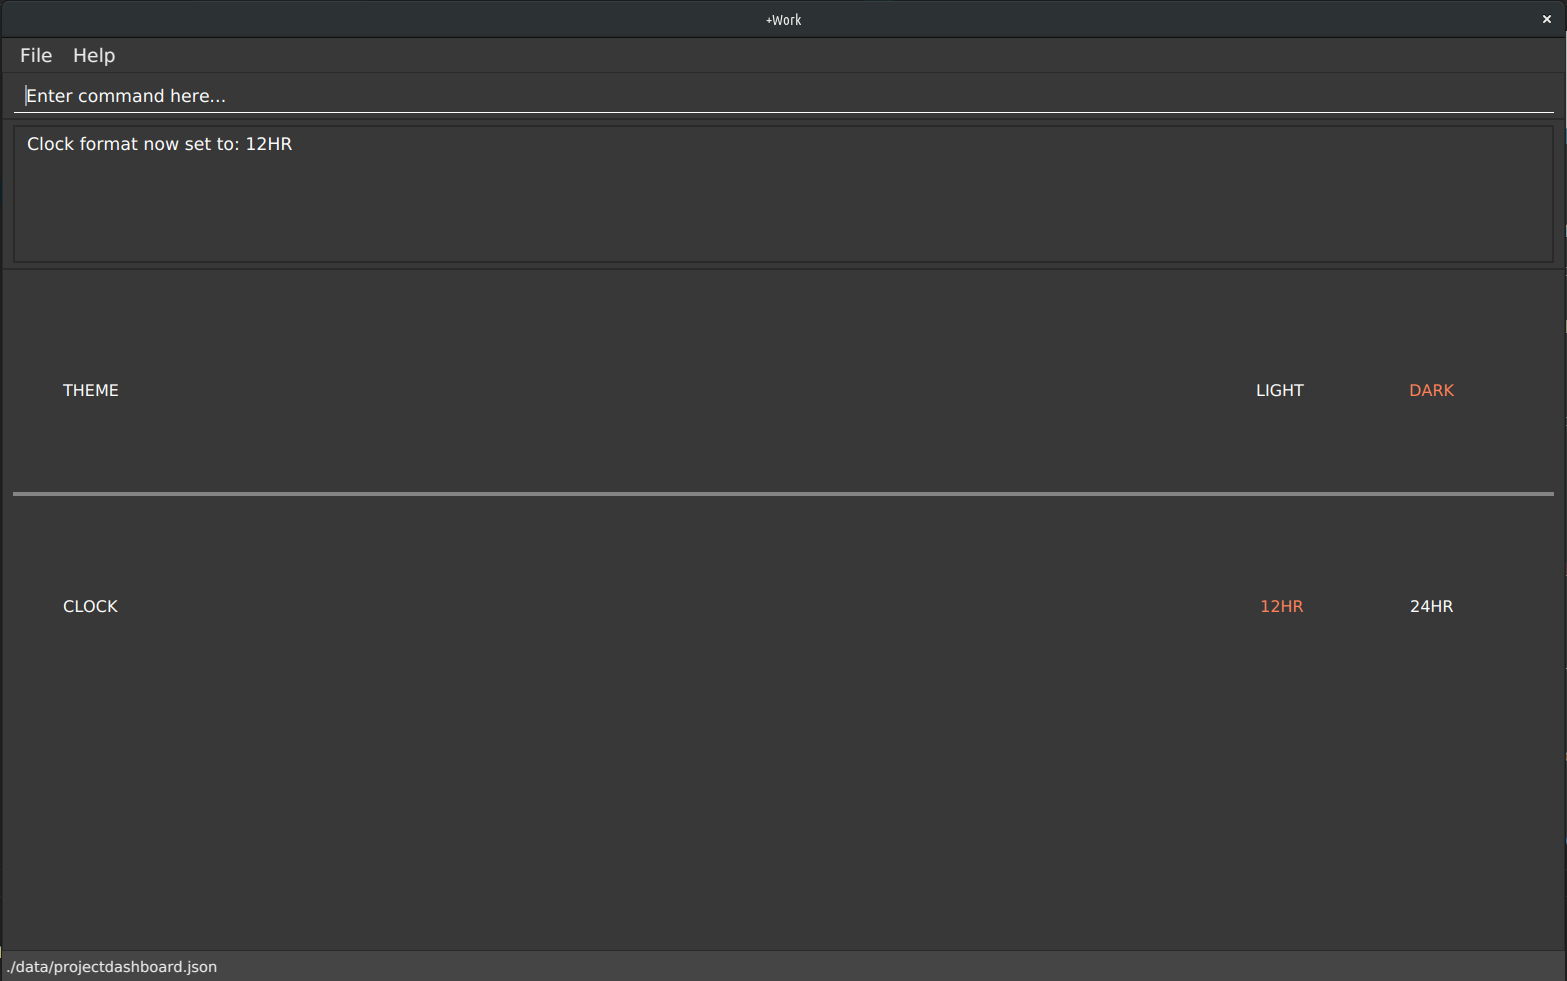 +Work
×
File Help
Enter command here...
Clock format now set to: 12HR
THEME LIGHT DARK
CLOCK 12HR 24HR
./data/projectdashboard.json